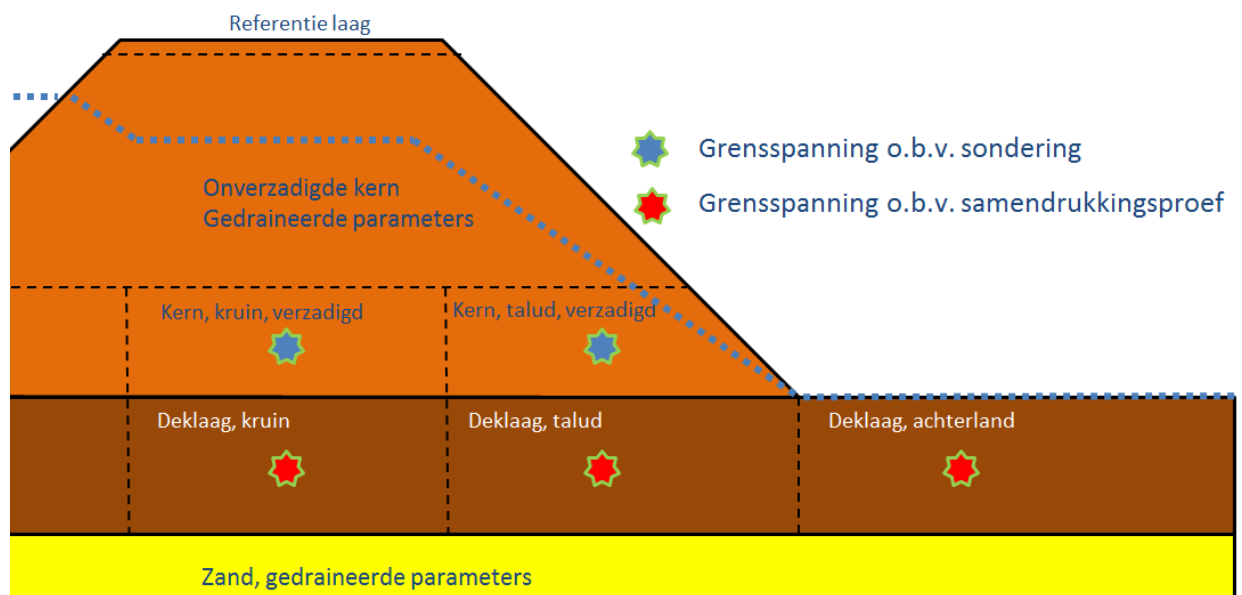 Referentie laag
Grensspanning o.b.v. sondering
Grensspanning o.b.v. samendrukkingsproef
Onverzadigde kern
Gedraineerde parameters
Kern, kruin, verzadigd
Kern, talud, verzadigd
Deklaag, kruin
Deklaag, talud
Deklaag, achterland
Zand, gedraineerde parameters